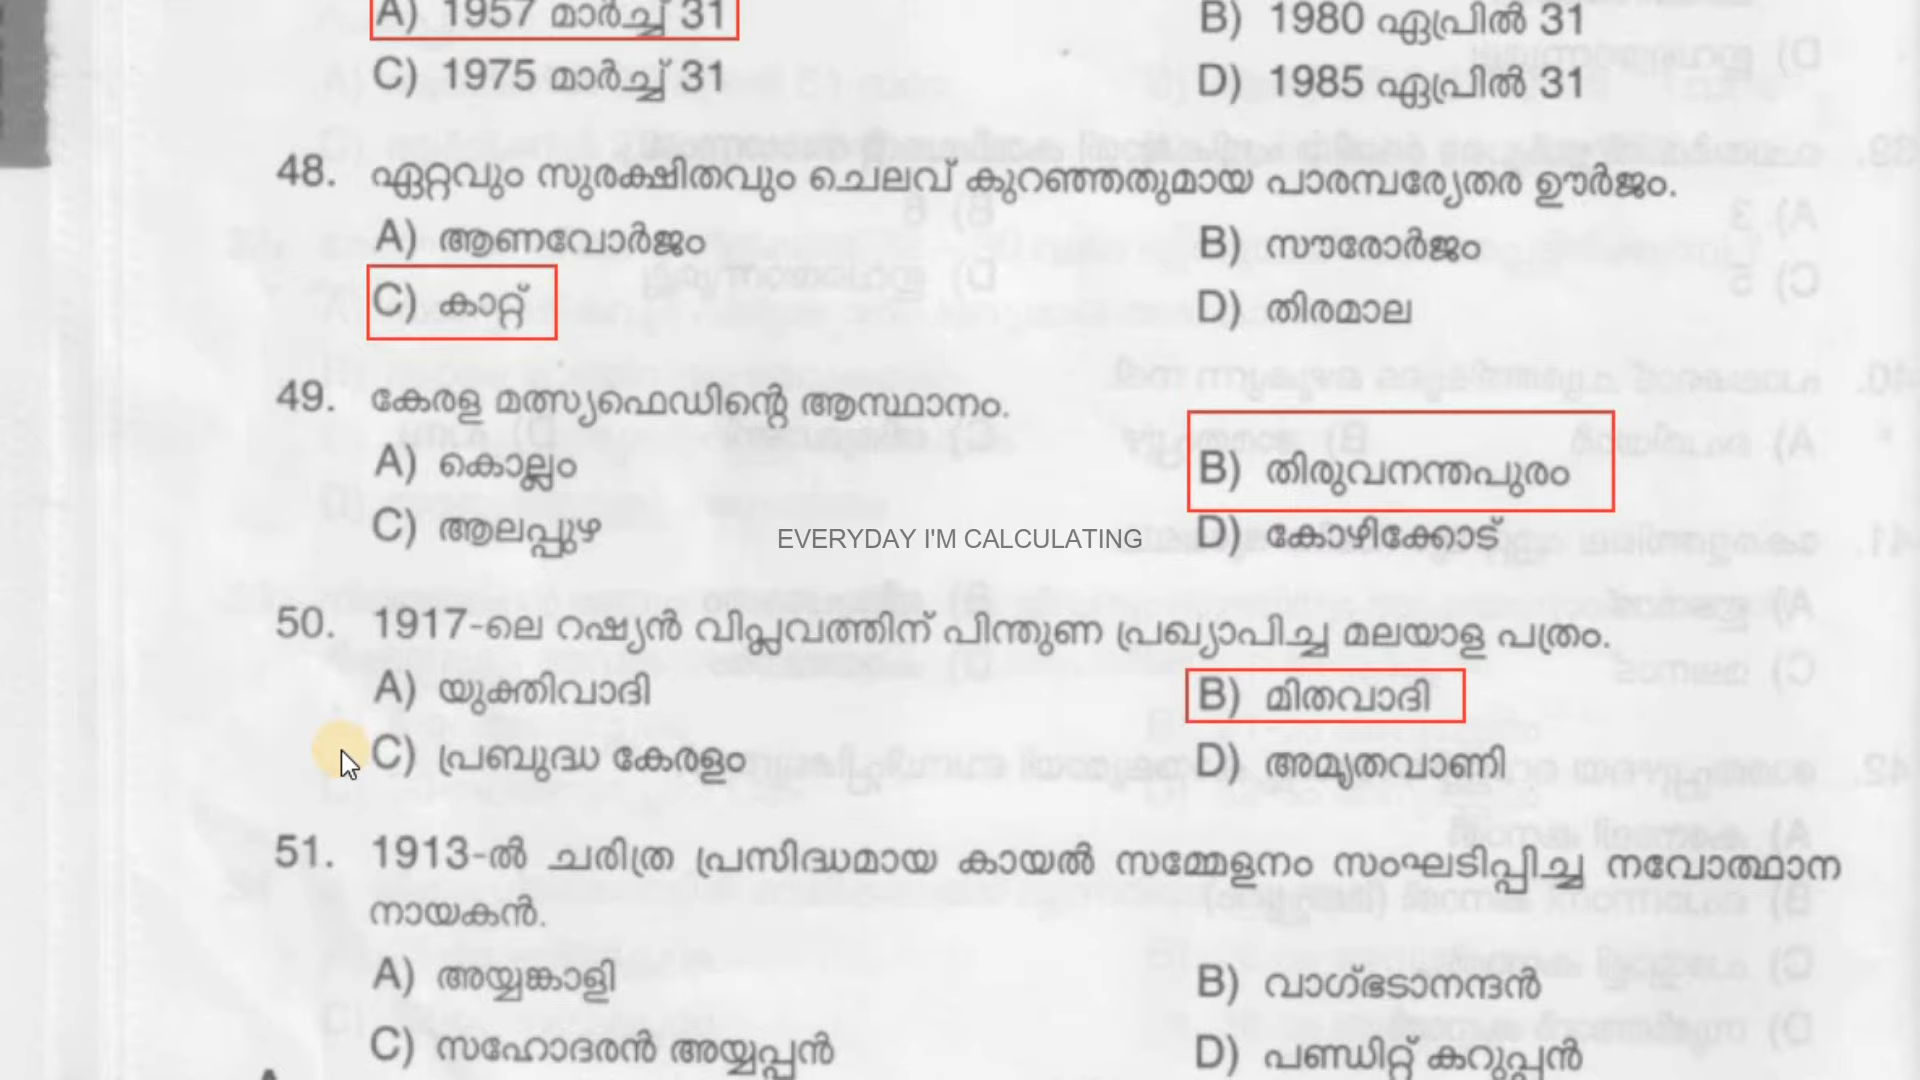 A) 1957 മാർച്ച് 31 B) 1980 ഏപ്രിൽ 31
C) 1975 മാർച്ച് 31 D) 1985 ഏപ്രിൽ 31
48. ഏറ്റവും സുരക്ഷിതവും ചെലവ് കുറഞ്ഞതുമായ പാരമ്പര്യേതര ഊർജം.
A) ആണവോർജം B) സൗരോർജം
C) കാറ്റ് D) തിരമാല
49. കേരള മത്സ്യഫെഡിന്റെ ആസ്ഥാനം.
A) കൊല്ലം B) തിരുവനന്തപുരം
C) ആലപ്പുഴ D) കോഴിക്കോട്
EVERYDAY I'M CALCULATING
50. 1917-ലെ റഷ്യൻ വിപ്ലവത്തിന് പിന്തുണ പ്രഖ്യാപിച്ച മലയാള പത്രം.
A) യുക്തിവാദി B) മിതവാദി
C) പ്രബുദ്ധ കേരളം D) അമൃതവാണി
51. 1913-ൽ ചരിത്ര പ്രസിദ്ധമായ കായൽ സമ്മേളനം സംഘടിപ്പിച്ച നവോത്ഥാന
നായകൻ.
A) അയ്യങ്കാളി B) വാഗ്ഭടാനന്ദൻ
C) സഹോദരൻ അയ്യപ്പൻ D) പണ്ഡിറ്റ് കറുപ്പൻ